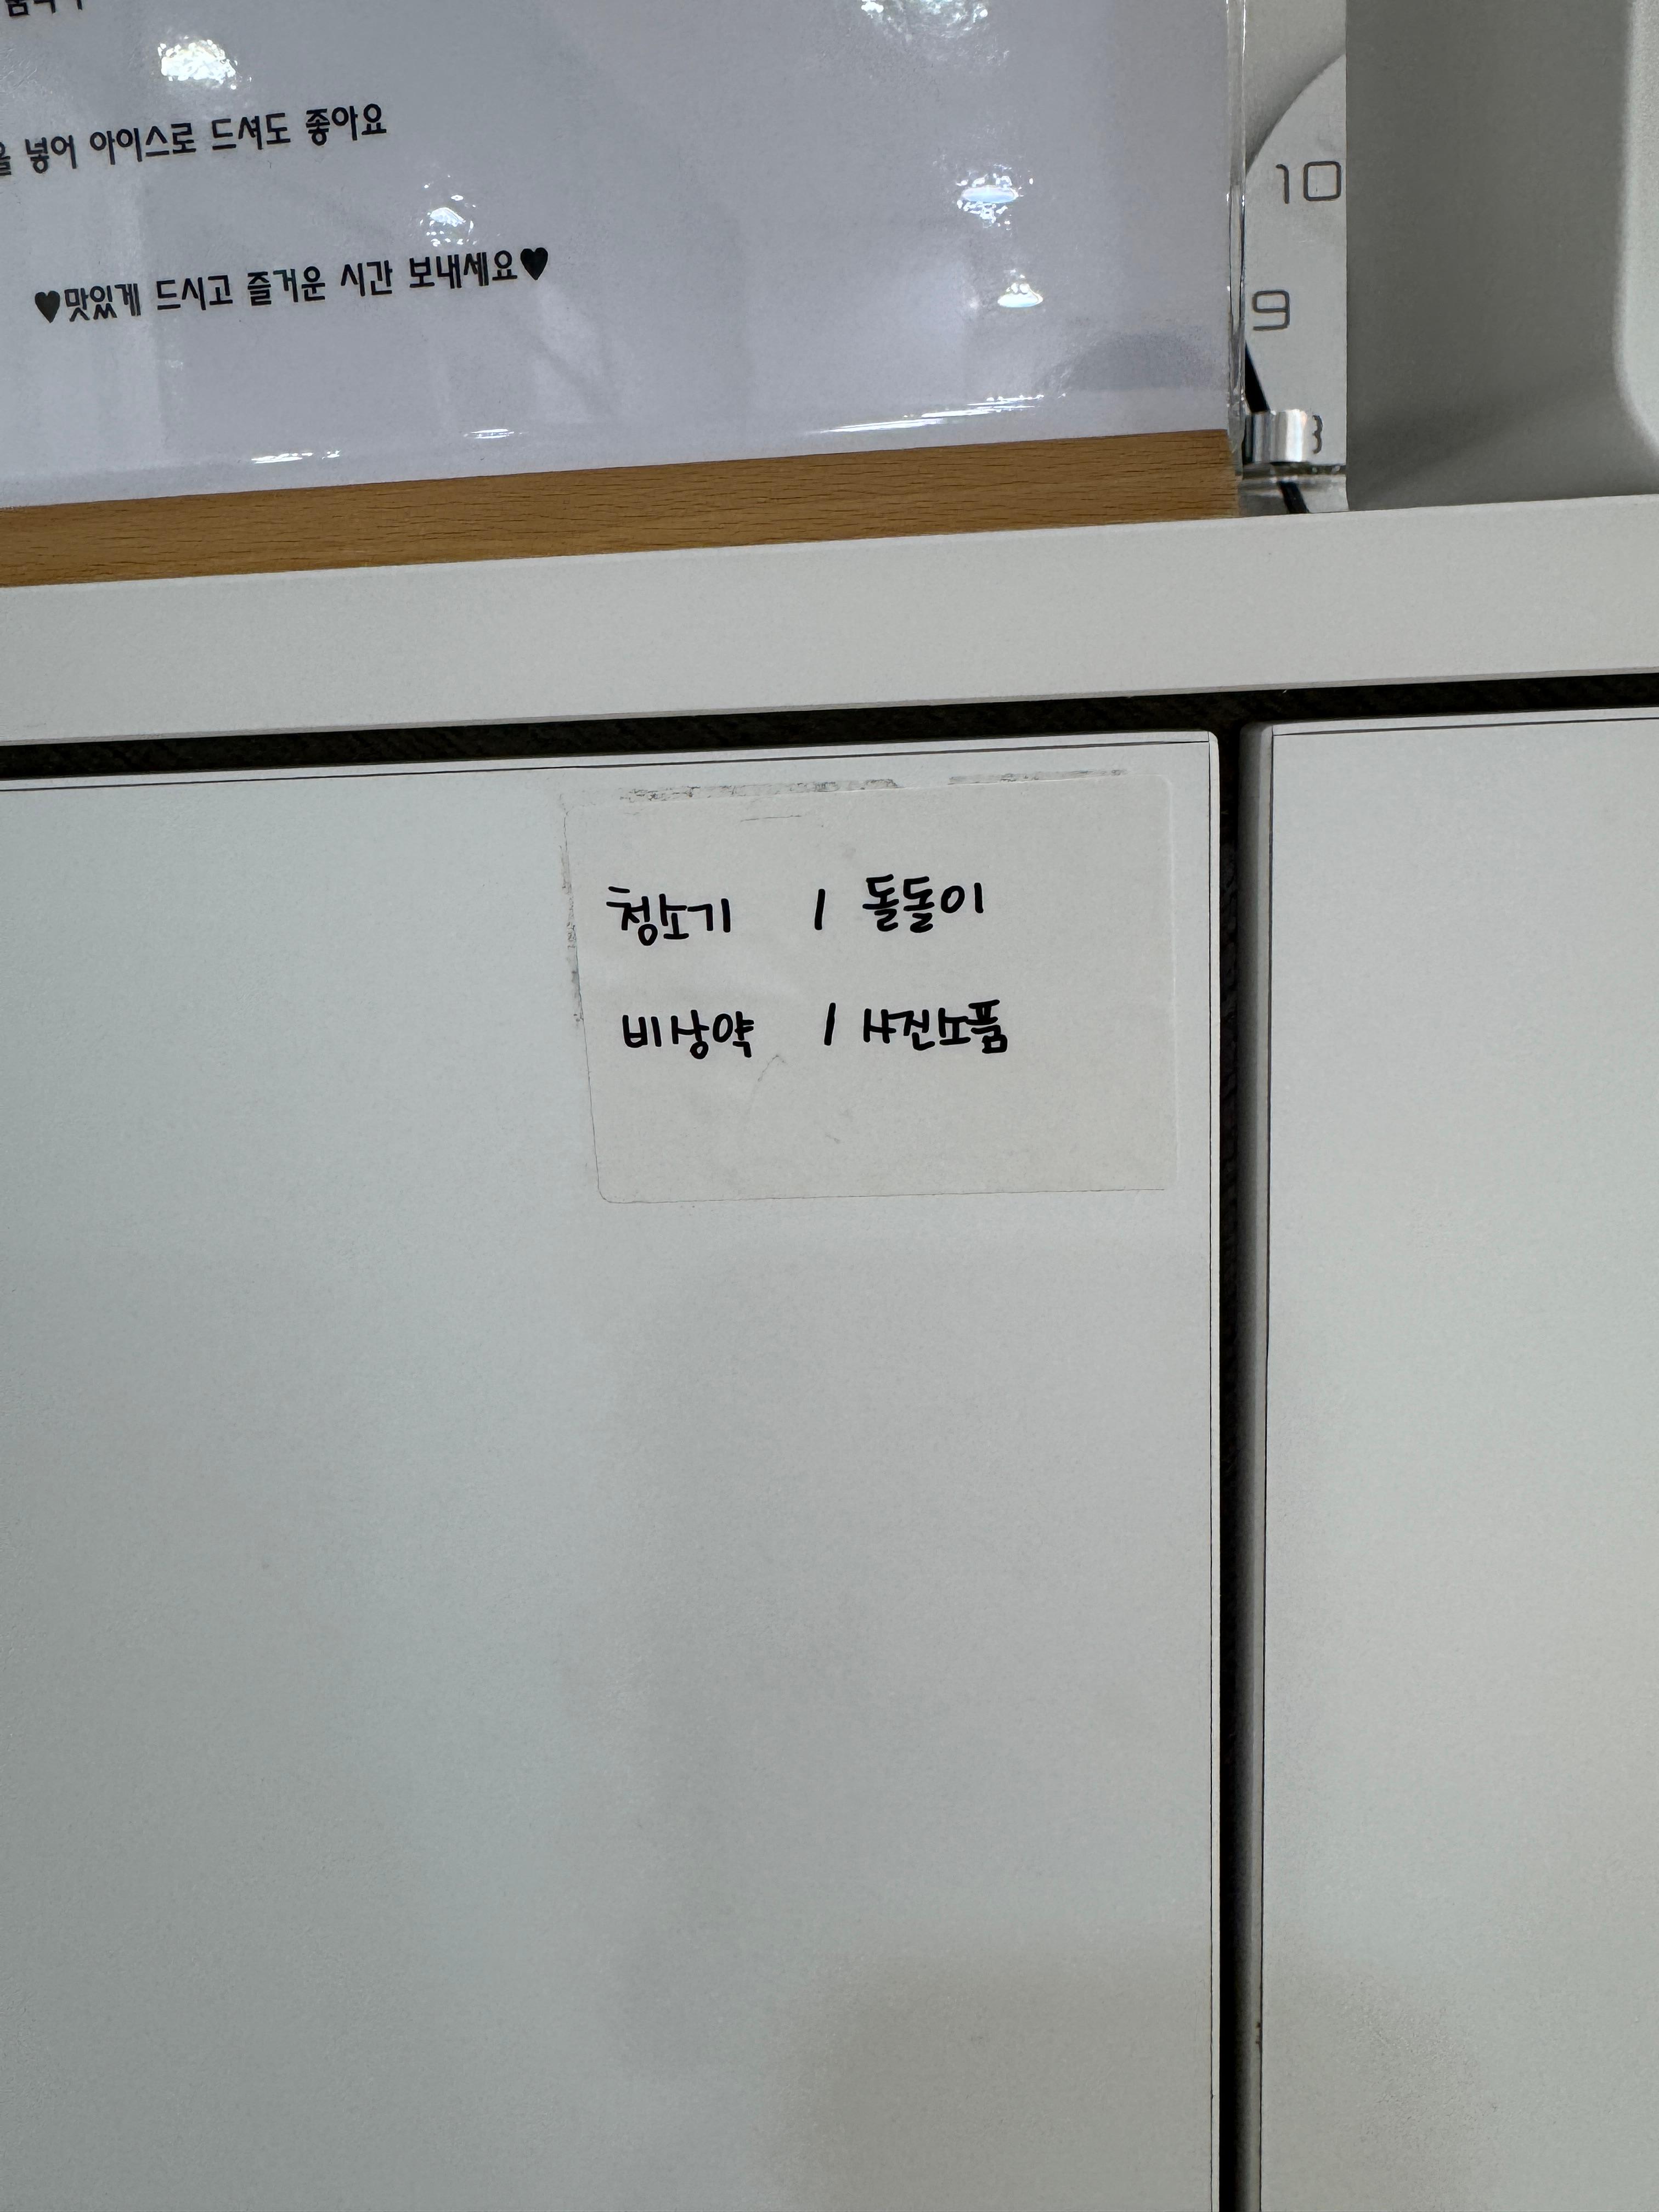 넣어 아이스로 드셔도 좋아요
♥맛있게 드시고 즐거운 시간 보내세요♥
10
9
청소기 / 돌돌이
비상약 / 사진소품